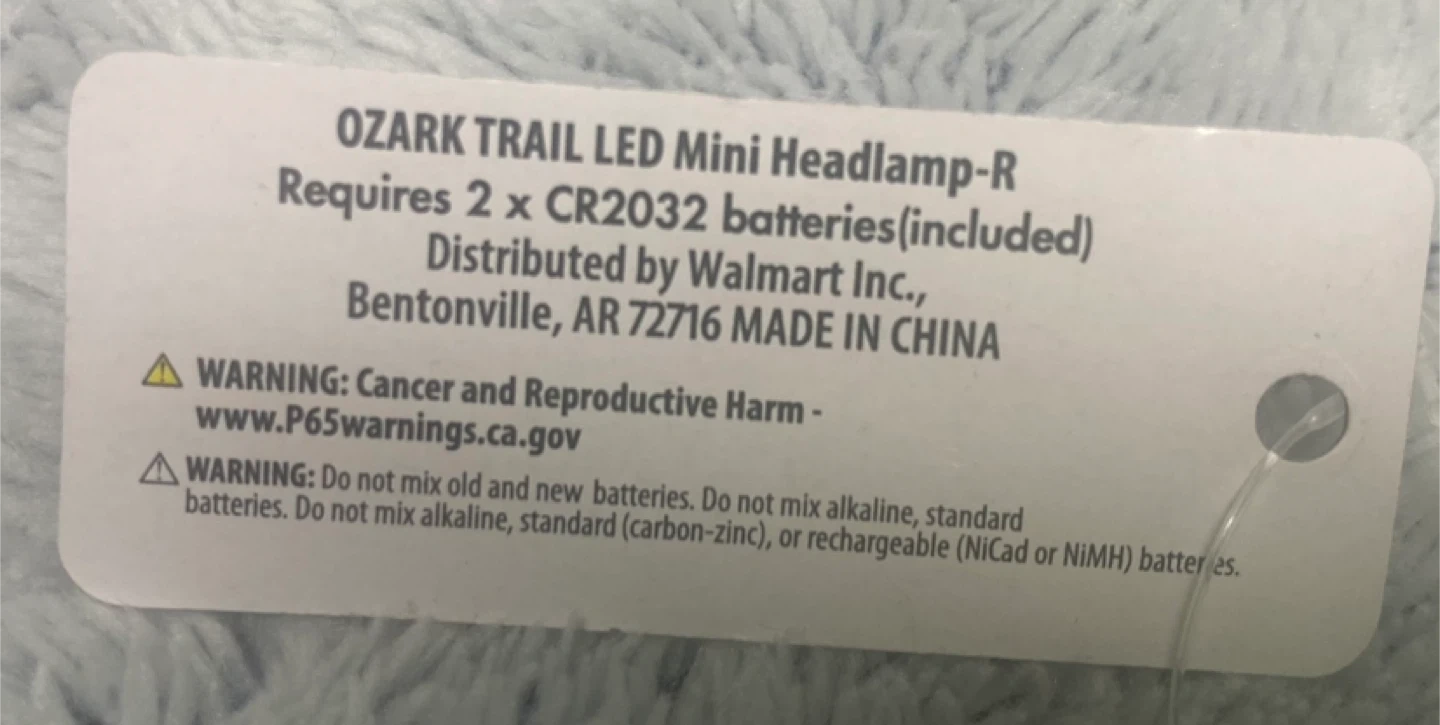 OZARK TRAIL LED Mini Headlamp-R
Requires 2 x CR2032 batteries(included)
Distributed by Walmart Inc.,
Bentonville, AR 72716 MADE IN CHINA
WARNING: Cancer and Reproductive Harm -
www.P65warnings.ca.gov
WARNING: Do not mix old and new batteries. Do not mix alkaline, standard
batteries. Do not mix alkaline, standard (carbon-zinc), or rechargeable (NiCad or NiMH) batteries.